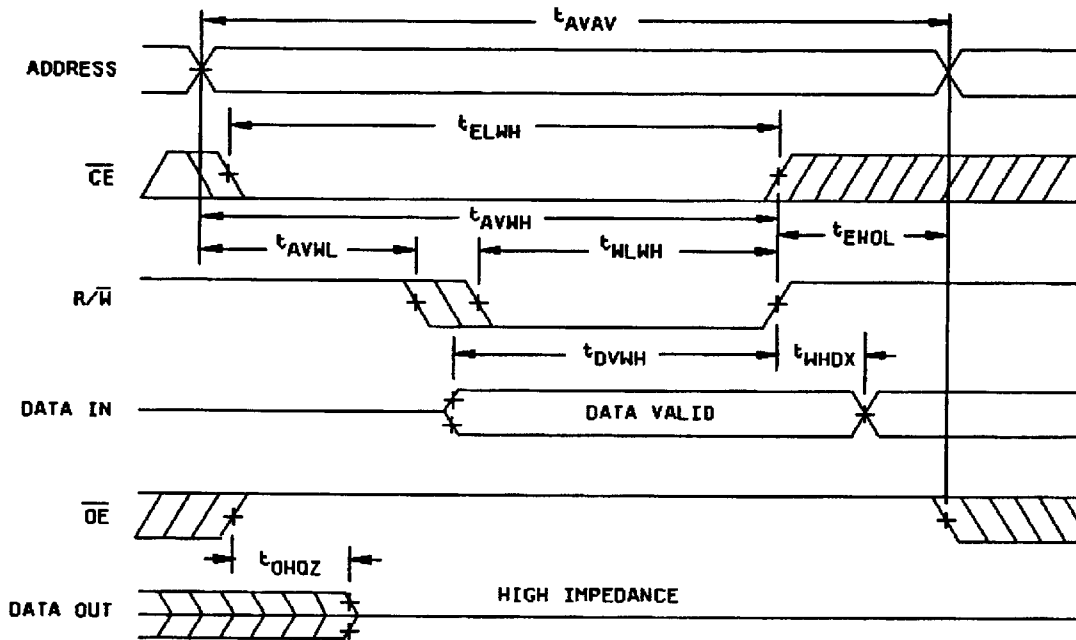 tAVAV
ADDRESS
tELWH
CE
tAVWH
tAVWL
tWLWH
tEHOL
R/W
tDVWH
tWHDX
DATA IN
DATA VALID
OE
tOHQZ
HIGH IMPEDANCE
DATA OUT